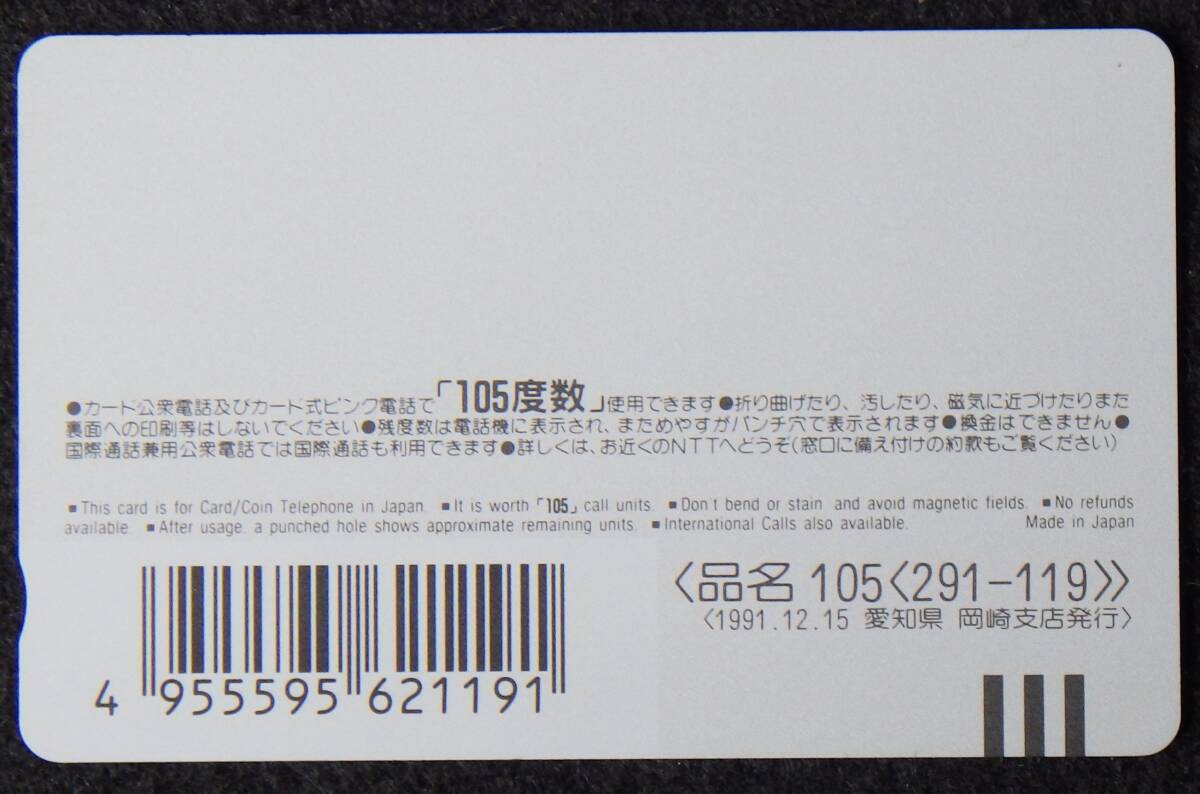 ●カード公衆電話及びカード式ピンク電話で「105度数」使用できます●折り曲げたり、汚したり、磁気に近づけたりまた
裏面への印刷等はしないでください●残度数は電話機に表示され、まためやすがパンチ穴で表示されます●換金はできません●
国際通話兼用公衆電話では国際通話も利用できます●詳しくは、お近くのNTTへどうぞ(窓口に備え付けの約款もご覧ください)
■This card is for Card/Coin Telephone in Japan. ■It is worth「105」call units. ■Don't bend or stain and avoid magnetic fields. ■No refunds
available. ■After usage, a punched hole shows approximate remaining units. ■International Calls also available. Made in Japan
〈品名 105〈291-119〉〉
〈1991.12.15 愛知県 岡崎支店発行〉
4 955595 621191